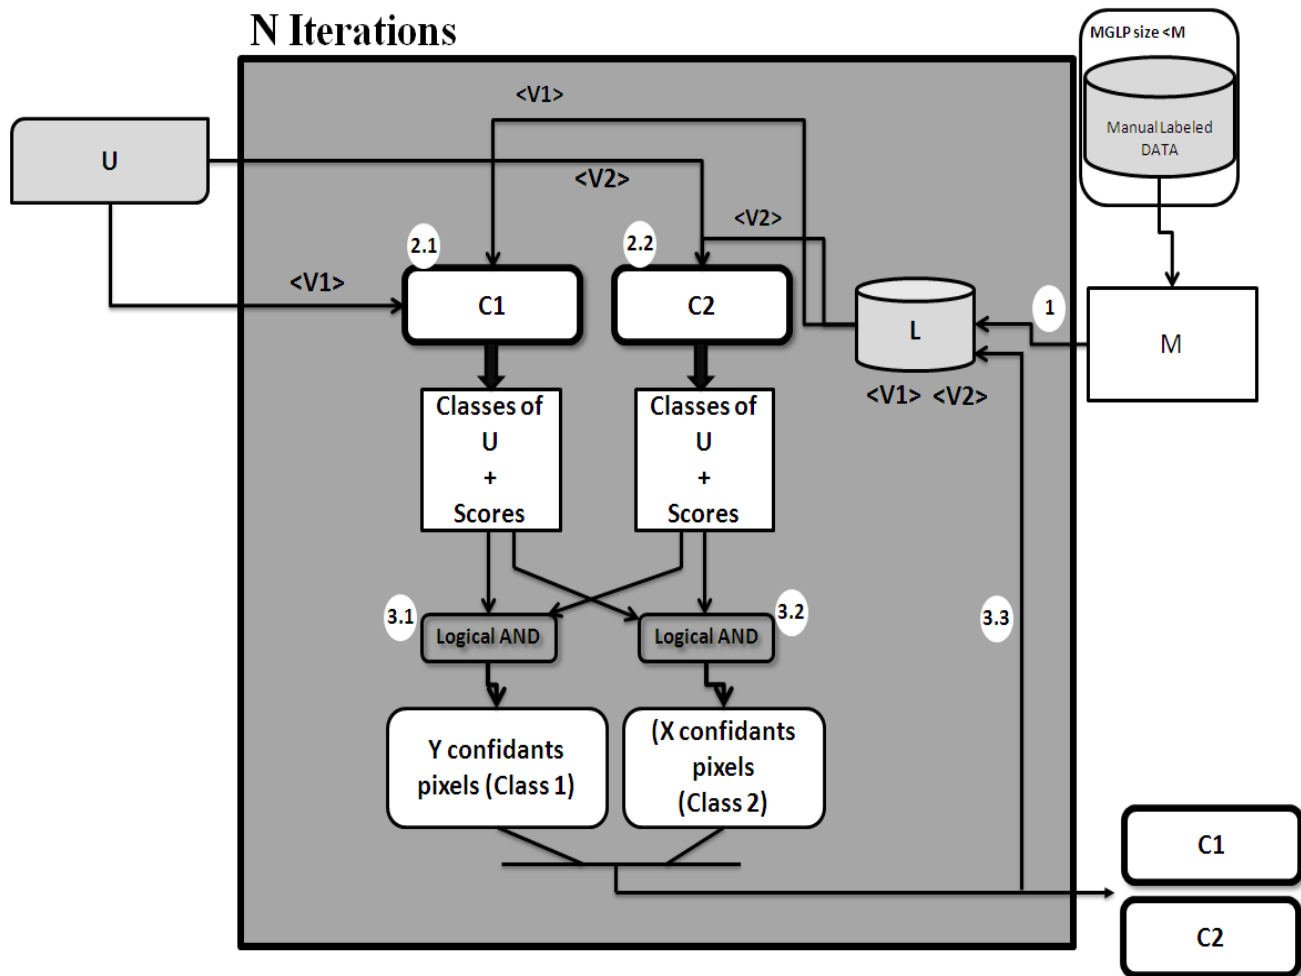 N Iterations
MGLP size <M
Manual Labeled
DATA
U
<V1>
<V2>
<V2>
<V1>
2.1
2.2
C1
C2
L
<V1> <V2>
1
M
Classes of
U
+
Scores
Classes of
U
+
Scores
3.1
Logical AND
Logical AND
3.2
3.3
Y confidants
pixels (Class 1)
(X confidants
pixels
(Class 2)
C1
C2